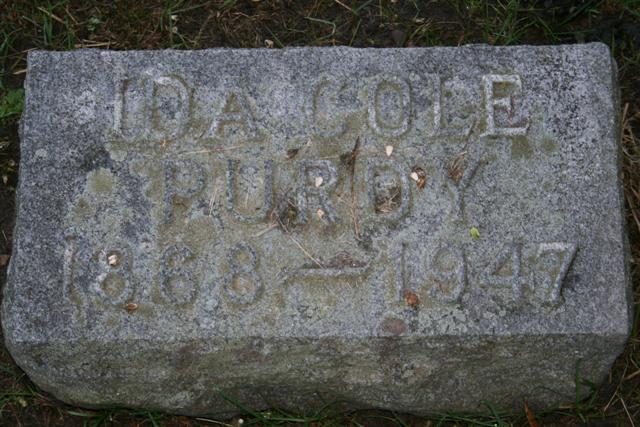 IDA COLE
PURDY
1868 — 1947